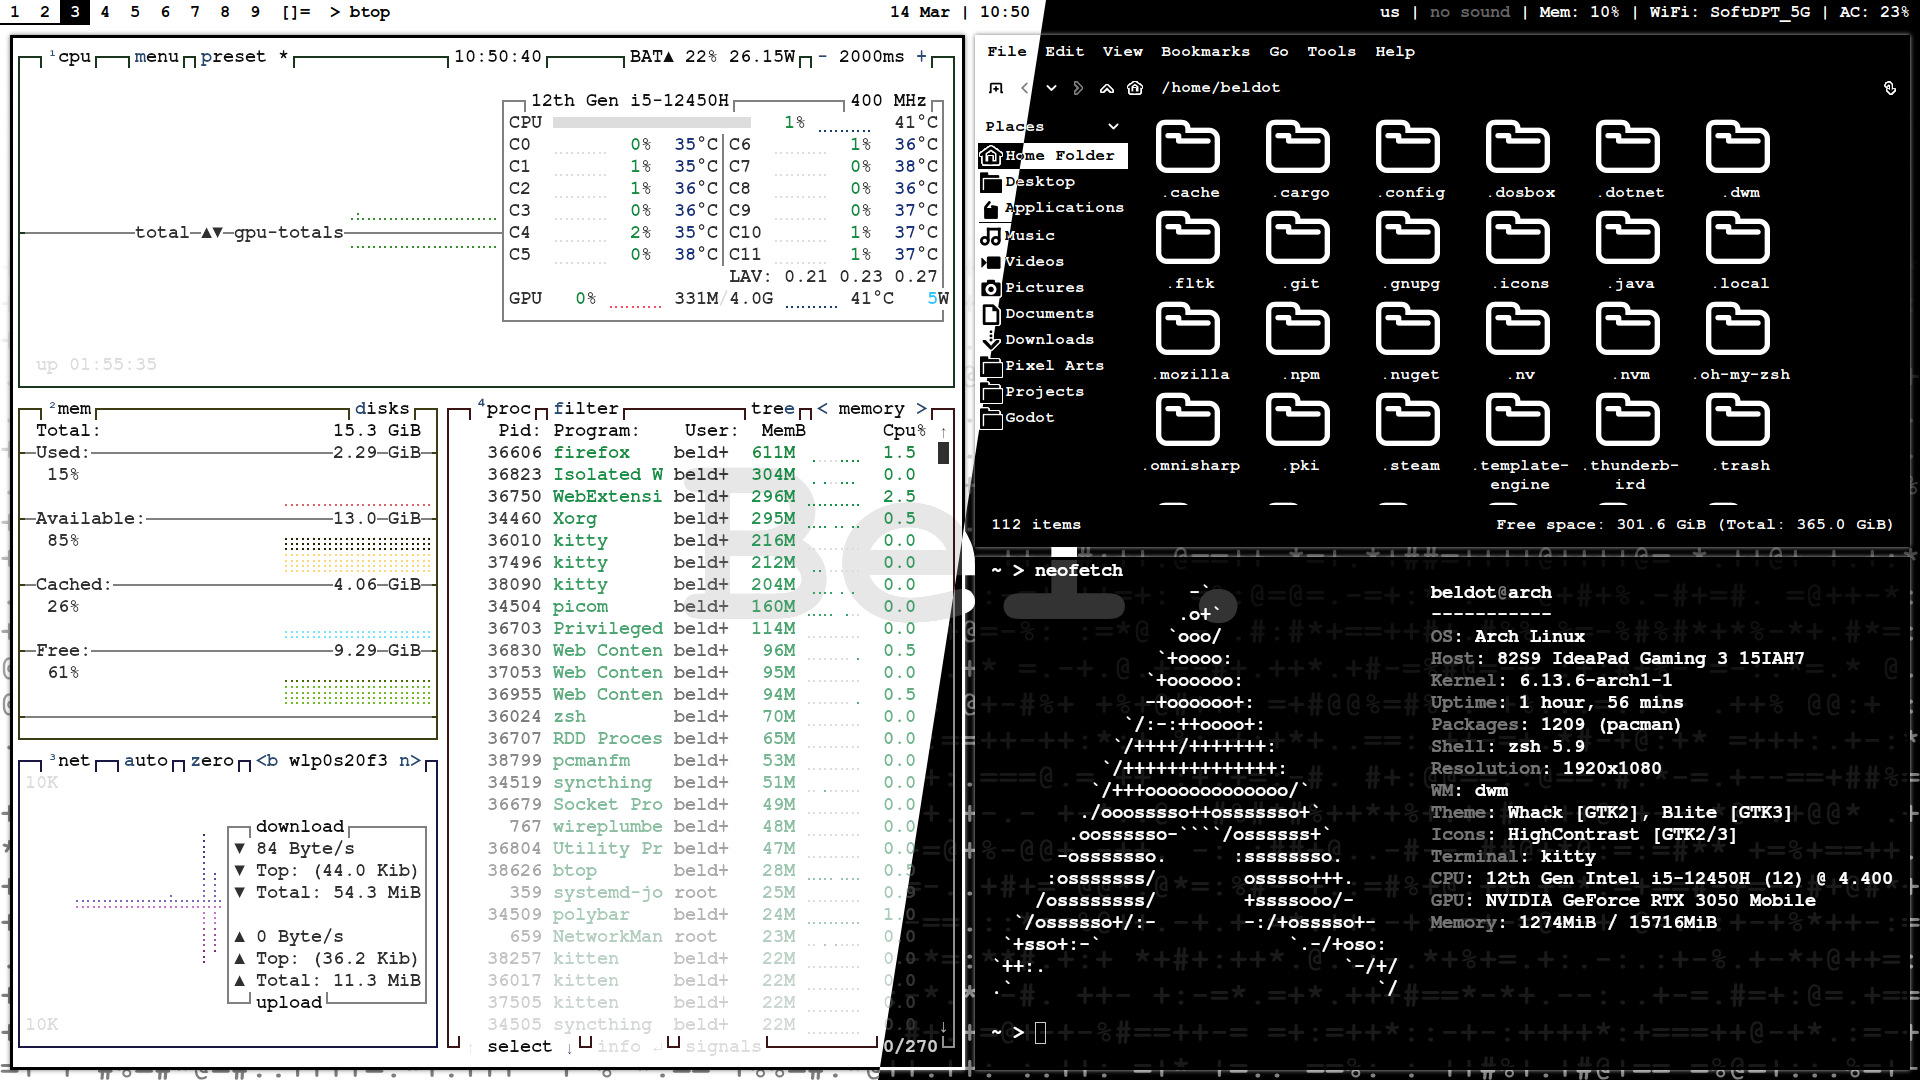 1 2 3 4 5 6 7 8 9 []= > btop
14 Mar | 10:50
us | no sound | Mem: 10% | WiFi: SoftDPT_5G | AC: 23%
¹cpu menu preset * 10:50:40 BAT▲ 22% 26.15W - 2000ms +
12th Gen i5-12450H 400 MHz
CPU 1% 41°C
C0 0% 35°C C6 1% 36°C
C1 1% 35°C C7 0% 38°C
C2 1% 36°C C8 0% 36°C
C3 0% 36°C C9 0% 37°C
C4 2% 35°C C10 1% 37°C
C5 0% 38°C C11 1% 37°C
LAV: 0.21 0.23 0.27
GPU 0% 331M/4.0G 41°C 5W
total ▲▼ gpu-totals
up 01:55:35
²mem disks
Total: 15.3 GiB
Used: 2.29 GiB
15%
Available: 13.0 GiB
85%
Cached: 4.06 GiB
26%
Free: 9.29 GiB
61%
³net auto zero <b wlp0s20f3 n>
10K
download
▼ 84 Byte/s
▼ Top: (44.0 Kib)
▼ Total: 54.3 MiB
▲ 0 Byte/s
▲ Top: (36.2 Kib)
▲ Total: 11.3 MiB
upload
10K
⁴proc filter tree < memory >
Pid: Program: User: MemB Cpu% ↑
36606 firefox beld+ 611M 1.5
36823 Isolated W beld+ 304M 0.0
36750 WebExtensi beld+ 296M 2.5
34460 Xorg beld+ 295M 0.5
36010 kitty beld+ 216M 0.0
37496 kitty beld+ 212M 0.0
38090 kitty beld+ 204M 0.0
34504 picom beld+ 160M 0.0
36703 Privileged beld+ 114M 0.0
36830 Web Conten beld+ 96M 0.5
37053 Web Conten beld+ 95M 0.0
36955 Web Conten beld+ 94M 0.5
36024 zsh beld+ 70M 0.0
36707 RDD Proces beld+ 65M 0.0
38799 pcmanfm beld+ 53M 0.0
34519 syncthing beld+ 51M 0.0
36679 Socket Pro beld+ 49M 0.0
767 wireplumbe beld+ 48M 0.0
36804 Utility Pr beld+ 47M 0.0
38626 btop beld+ 28M 0.5
359 systemd-jo root 25M 0.0
34509 polybar beld+ 24M 1.0
659 NetworkMan root 23M 0.0
38257 kitten beld+ 22M 0.0
36017 kitten beld+ 22M 0.0
37505 kitten beld+ 22M 0.0
34505 syncthing beld+ 22M 0.0
↑ select ↓ info ↵ signals 0/270
File Edit View Bookmarks Go Tools Help
/home/beldot
Places
Home Folder
Desktop
Applications
Music
Videos
Pictures
Documents
Downloads
Pixel Arts
Projects
Godot
.cache .cargo .config .dosbox .dotnet .dwm
.fltk .git .gnupg .icons .java .local
.mozilla .npm .nuget .nv .nvm .oh-my-zsh
.omnisharp .pki .steam .template-engine .thunderb-ird .trash
112 items Free space: 301.6 GiB (Total: 365.0 GiB)
~ > neofetch
beldot@arch
-----------
OS: Arch Linux
Host: 82S9 IdeaPad Gaming 3 15IAH7
Kernel: 6.13.6-arch1-1
Uptime: 1 hour, 56 mins
Packages: 1209 (pacman)
Shell: zsh 5.9
Resolution: 1920x1080
WM: dwm
Theme: Whack [GTK2], Blite [GTK3]
Icons: HighContrast [GTK2/3]
Terminal: kitty
CPU: 12th Gen Intel i5-12450H (12) @ 4.400
GPU: NVIDIA GeForce RTX 3050 Mobile
Memory: 1274MiB / 15716MiB
~ >